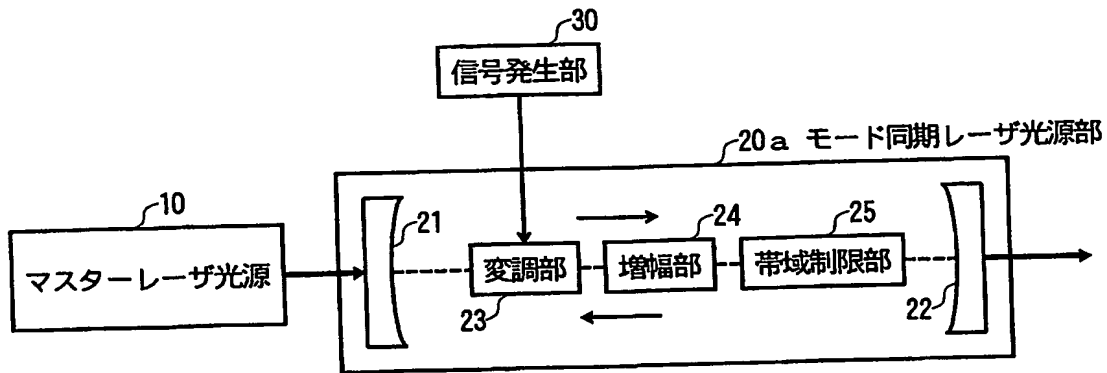 30
信号発生部
20a モード同期レーザ光源部
10
マスターレーザ光源
21
変調部
23
24
増幅部
25
帯域制限部
22